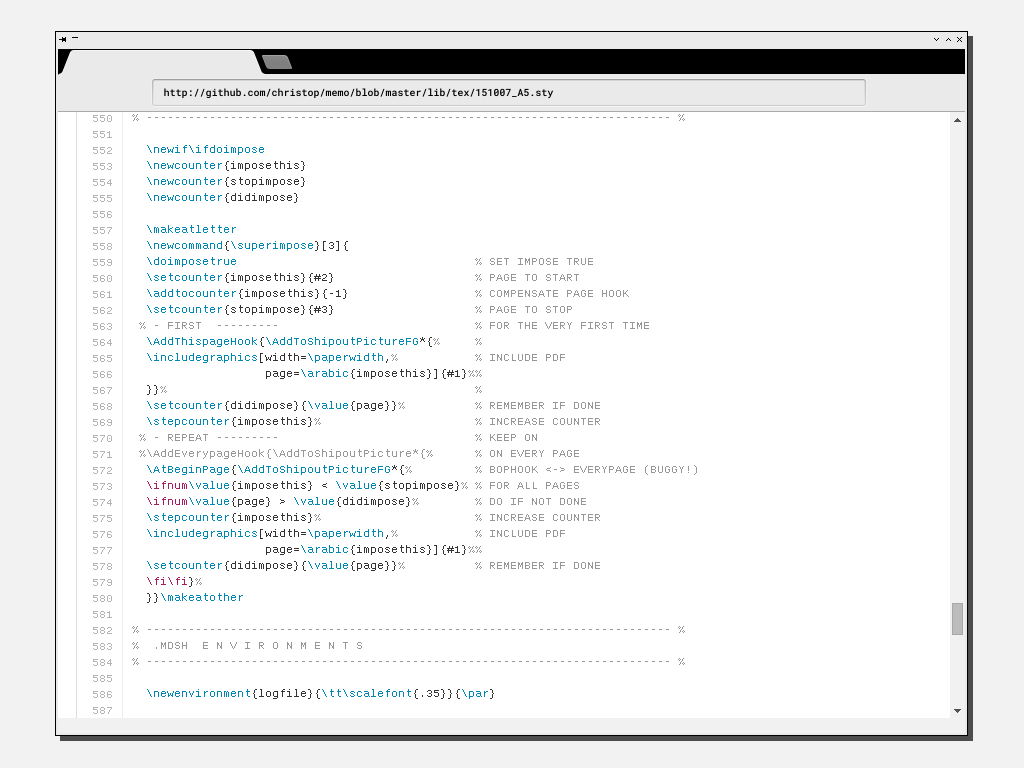 http://github.com/christop/memo/blob/master/lib/tex/151007_A5.sty
550 % --------------------------------------------------------------------------- %
551
552 \newif\ifdoimpose
553 \newcounter{imposethis}
554 \newcounter{stopimpose}
555 \newcounter{didimpose}
556
557 \makeatletter
558 \newcommand{\superimpose}[3]{
559 \doimposetrue % SET IMPOSE TRUE
560 \setcounter{imposethis}{#2} % PAGE TO START
561 \addtocounter{imposethis}{-1} % COMPENSATE PAGE HOOK
562 \setcounter{stopimpose}{#3} % PAGE TO STOP
563 % - FIRST --------- % FOR THE VERY FIRST TIME
564 \AddThispageHook{\AddToShipoutPictureFG*{% %
565 \includegraphics[width=\paperwidth,% % INCLUDE PDF
566 page=\arabic{imposethis}]{#1}%%
567 }}% %
568 \setcounter{didimpose}{\value{page}}% % REMEMBER IF DONE
569 \stepcounter{imposethis}% % INCREASE COUNTER
570 % - REPEAT --------- % KEEP ON
571 %\AddEverypageHook{\AddToShipoutPicture*{% % ON EVERY PAGE
572 \AtBeginPage{\AddToShipoutPictureFG*{% % BOPHOOK <-> EVERYPAGE (BUGGY!)
573 \ifnum\value{imposethis} < \value{stopimpose}% % FOR ALL PAGES
574 \ifnum\value{page} > \value{didimpose}% % DO IF NOT DONE
575 \stepcounter{imposethis}% % INCREASE COUNTER
576 \includegraphics[width=\paperwidth,% % INCLUDE PDF
577 page=\arabic{imposethis}]{#1}%%
578 \setcounter{didimpose}{\value{page}}% % REMEMBER IF DONE
579 \fi\fi}%
580 }}\makeatother
581
582 % --------------------------------------------------------------------------- %
583 % .MDSH E N V I R O N M E N T S
584 % --------------------------------------------------------------------------- %
585
586 \newenvironment{logfile}{\tt\scalefont{.35}}{\par}
587